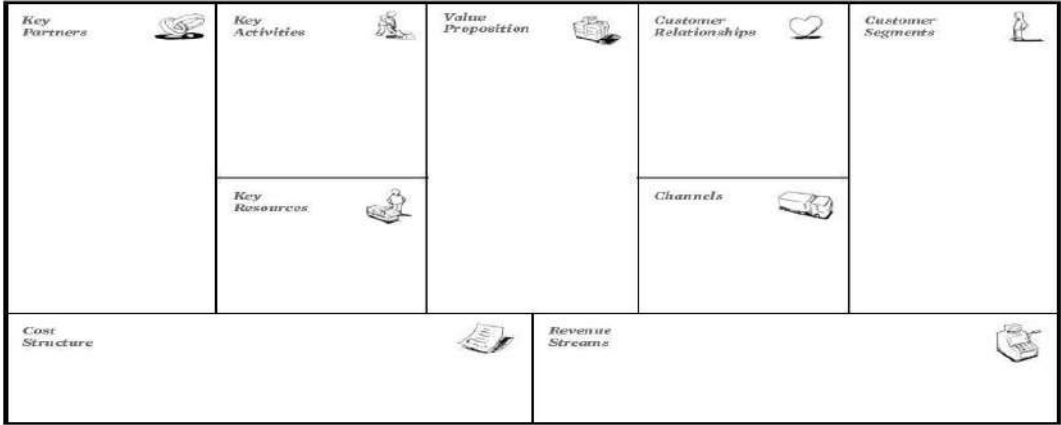 Key
Partners
Key
Activities
Value
Proposition
Customer
Relationships
Customer
Segments
Key
Resources
Channels
Cost
Structure
Revenue
Streams